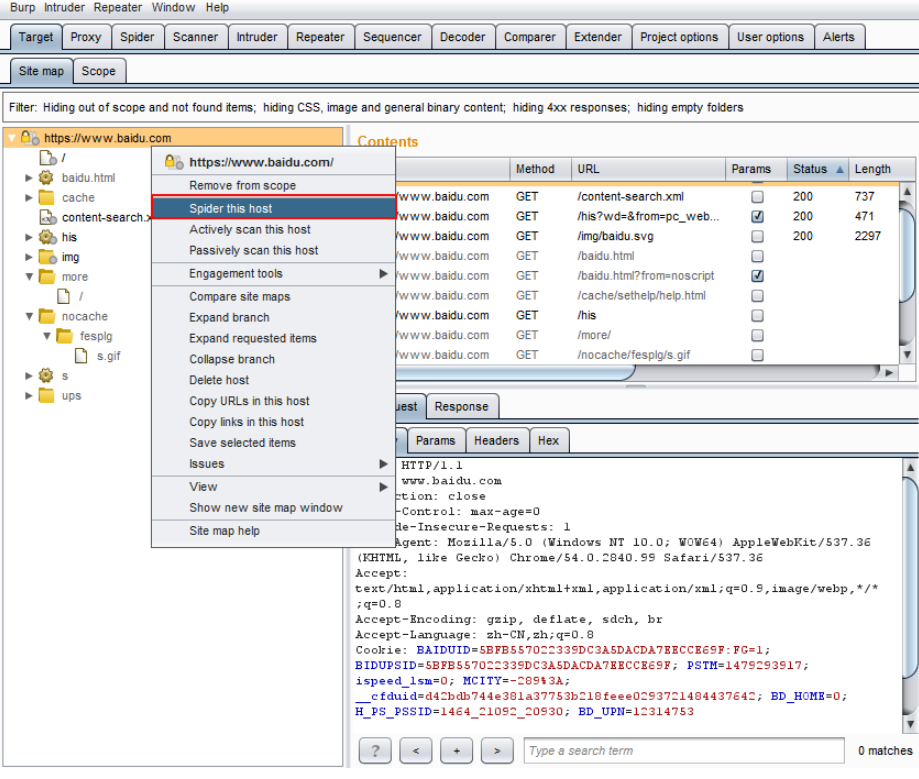 Burp Intruder Repeater Window Help
Target Proxy Spider Scanner Intruder Repeater Sequencer Decoder Comparer Extender Project options User options Alerts
Site map Scope
Filter: Hiding out of scope and not found items; hiding CSS, image and general binary content; hiding 4xx responses; hiding empty folders
https://www.baidu.com
/
baidu.html
cache
content-search.x
his
img
more
/
nocache
fesplg
s.gif
s
ups
https://www.baidu.com/
Remove from scope
Spider this host
Actively scan this host
Passively scan this host
Engagement tools
Compare site maps
Expand branch
Expand requested items
Collapse branch
Delete host
Copy URLs in this host
Copy links in this host
Save selected items
Issues
View
Show new site map window
Site map help
Contents
Method URL Params Status Length
/www.baidu.com GET /content-search.xml 200 737
/www.baidu.com GET /his?wd=&from=pc_web... 200 471
/www.baidu.com GET /img/baidu.svg 200 2297
/www.baidu.com GET /baidu.html
/www.baidu.com GET /baidu.html?from=noscript
/www.baidu.com GET /cache/sethelp/help.html
/www.baidu.com GET /his
/www.baidu.com GET /more/
/www.baidu.com GET /nocache/fesplg/s.gif
uest Response
Params Headers Hex
HTTP/1.1
www.baidu.com
ction: close
-Control: max-age=0
de-Insecure-Requests: 1
Agent: Mozilla/5.0 (Windows NT 10.0; WOW64) AppleWebKit/537.36
(KHTML, like Gecko) Chrome/54.0.2840.99 Safari/537.36
Accept:
text/html,application/xhtml+xml,application/xml;q=0.9,image/webp,*/*
;q=0.8
Accept-Encoding: gzip, deflate, sdch, br
Accept-Language: zh-CN,zh;q=0.8
Cookie: BAIDUID=5BFB557022339DC3A5DACDA7EECCE69F:FG=1;
BIDUPSID=5BFB557022339DC3A5DACDA7EECCE69F; PSTM=1479293917;
ispeed_lsm=0; MCITY=-289%3A;
__cfduid=d42bdb744e381a37753b218feee0293721484437642; BD_HOME=0;
H_PS_PSSID=1464_21092_20930; BD_UPN=12314753
? < + > Type a search term 0 matches